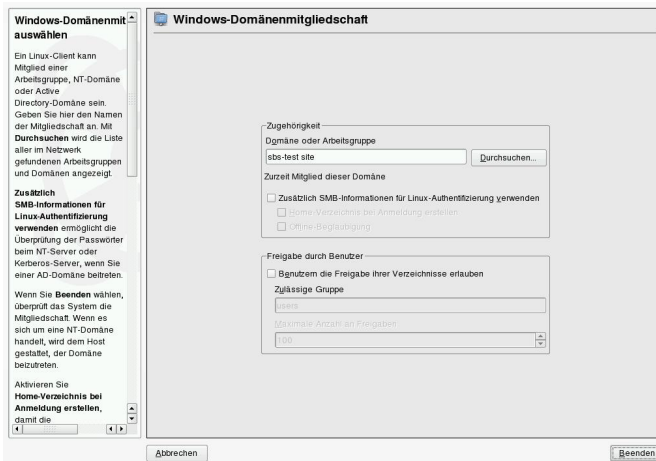 Windows-Domänenmit
auswählen
Ein Linux-Client kann
Mitglied einer
Arbeitsgruppe, NT-Domäne
oder Active
Directory-Domäne sein.
Geben Sie hier den Namen
der Mitgliedschaft an. Mit
Durchsuchen wird die Liste
aller im Netzwerk
gefundenen Arbeitsgruppen
und Domänen angezeigt.
Zusätzlich
SMB-Informationen für
Linux-Authentifizierung
verwenden ermöglicht die
Überprüfung der Passwörter
beim NT-Server oder
Kerberos-Server, wenn Sie
einer AD-Domäne beitreten.
Wenn Sie Beenden wählen,
überprüft das System die
Mitgliedschaft. Wenn es
sich um eine NT-Domäne
handelt, wird dem Host
gestattet, der Domäne
beizutreten.
Aktivieren Sie
Home-Verzeichnis bei
Anmeldung erstellen,
damit die
Windows-Domänenmitgliedschaft
Zugehörigkeit
Domäne oder Arbeitsgruppe
sbs-test site
Durchsuchen...
Zurzeit Mitglied dieser Domäne
Zusätzlich SMB-Informationen für Linux-Authentifizierung verwenden
Home-Verzeichnis bei Anmeldung erstellen
Offline-Beglaubigung
Freigabe durch Benutzer
Benutzern die Freigabe ihrer Verzeichnisse erlauben
Zulässige Gruppe
users
Maximale Anzahl an Freigaben
100
Abbrechen
Beenden